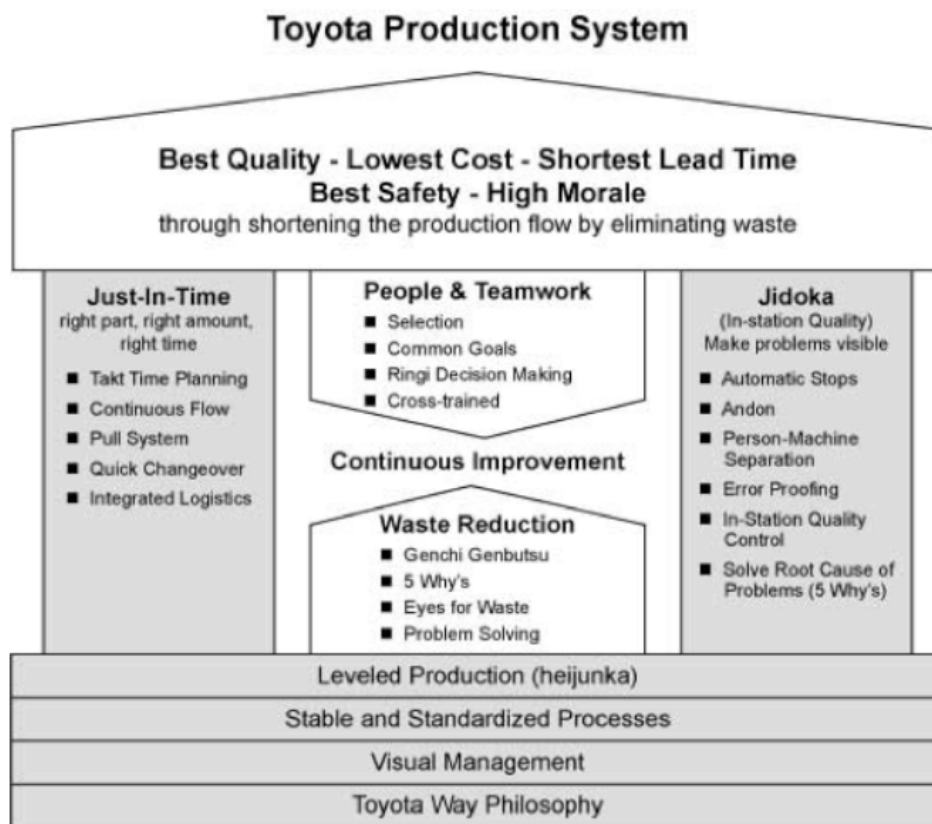 Toyota Production System
Best Quality - Lowest Cost - Shortest Lead Time
Best Safety - High Morale
through shortening the production flow by eliminating waste
Just-In-Time
right part, right amount,
right time
■ Takt Time Planning
■ Continuous Flow
■ Pull System
■ Quick Changeover
■ Integrated Logistics
People & Teamwork
■ Selection
■ Common Goals
■ Ringi Decision Making
■ Cross-trained
Continuous Improvement
Waste Reduction
■ Genchi Genbutsu
■ 5 Why's
■ Eyes for Waste
■ Problem Solving
Jidoka
(In-station Quality)
Make problems visible
■ Automatic Stops
■ Andon
■ Person-Machine
Separation
■ Error Proofing
■ In-Station Quality
Control
■ Solve Root Cause of
Problems (5 Why's)
Leveled Production (heijunka)
Stable and Standardized Processes
Visual Management
Toyota Way Philosophy